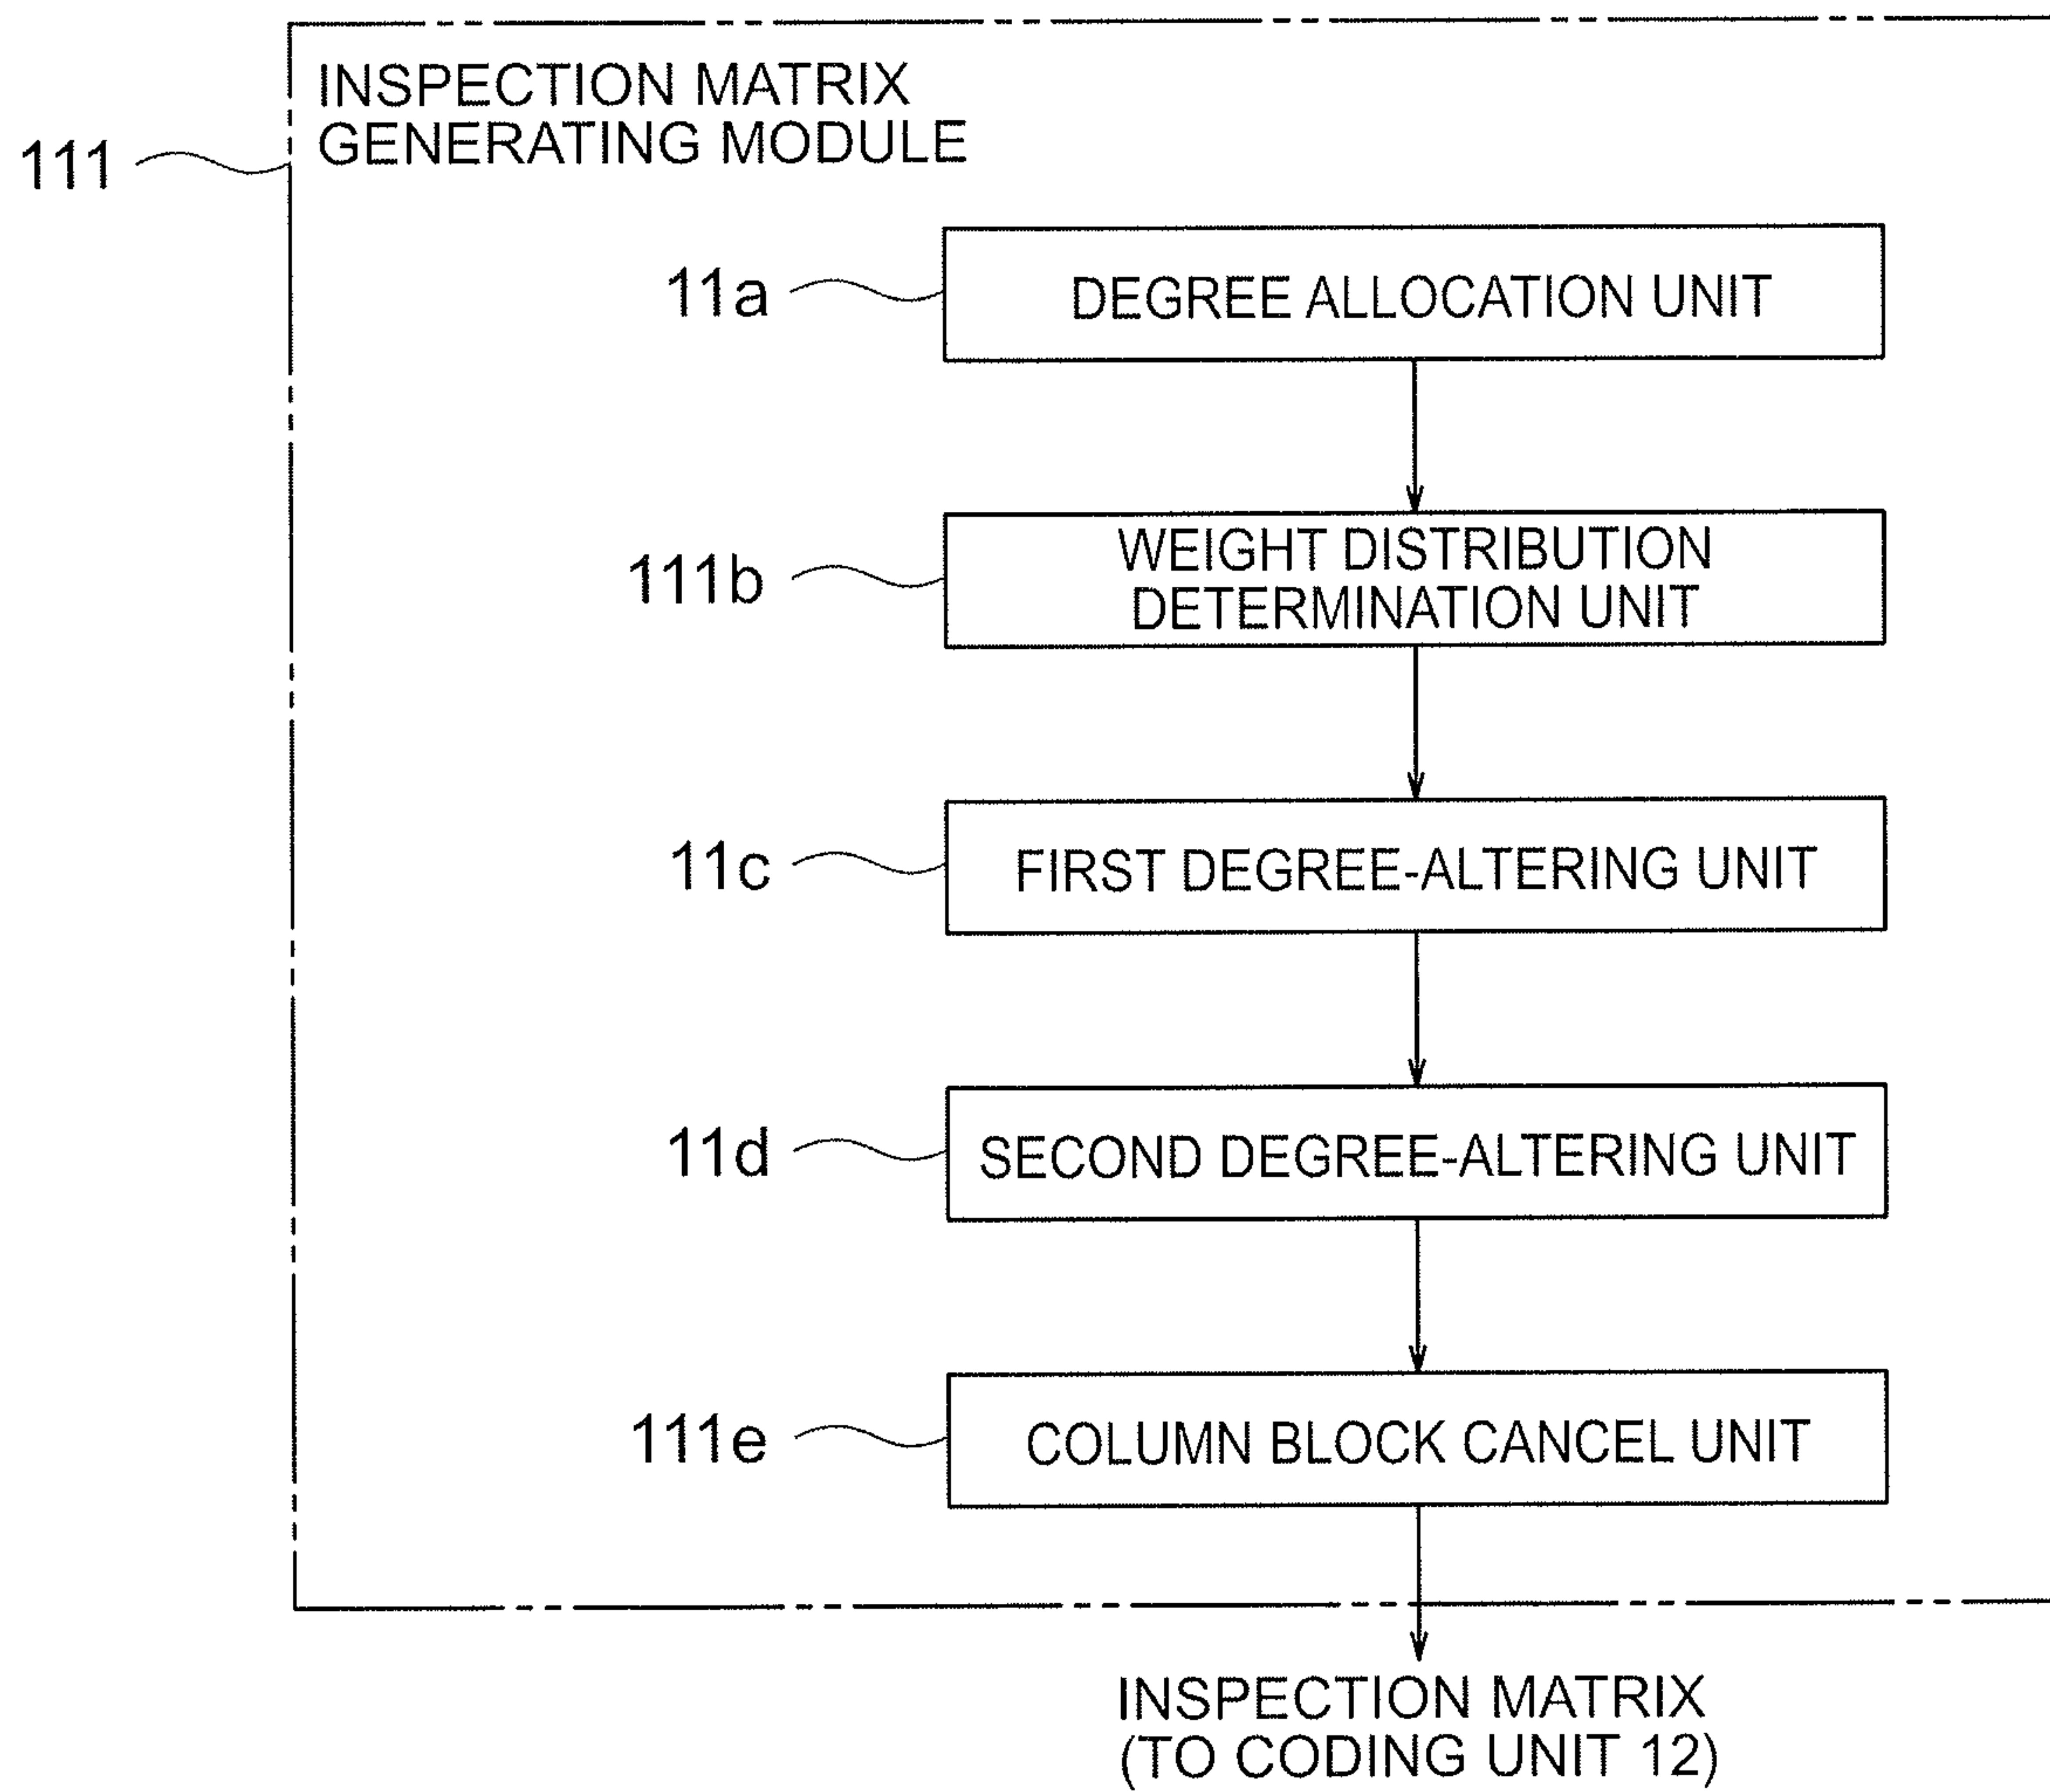 INSPECTION MATRIX
GENERATING MODULE
111
11a
DEGREE ALLOCATION UNIT
111b
WEIGHT DISTRIBUTION
DETERMINATION UNIT
11c
FIRST DEGREE-ALTERING UNIT
11d
SECOND DEGREE-ALTERING UNIT
111e
COLUMN BLOCK CANCEL UNIT
INSPECTION MATRIX
(TO CODING UNIT 12)